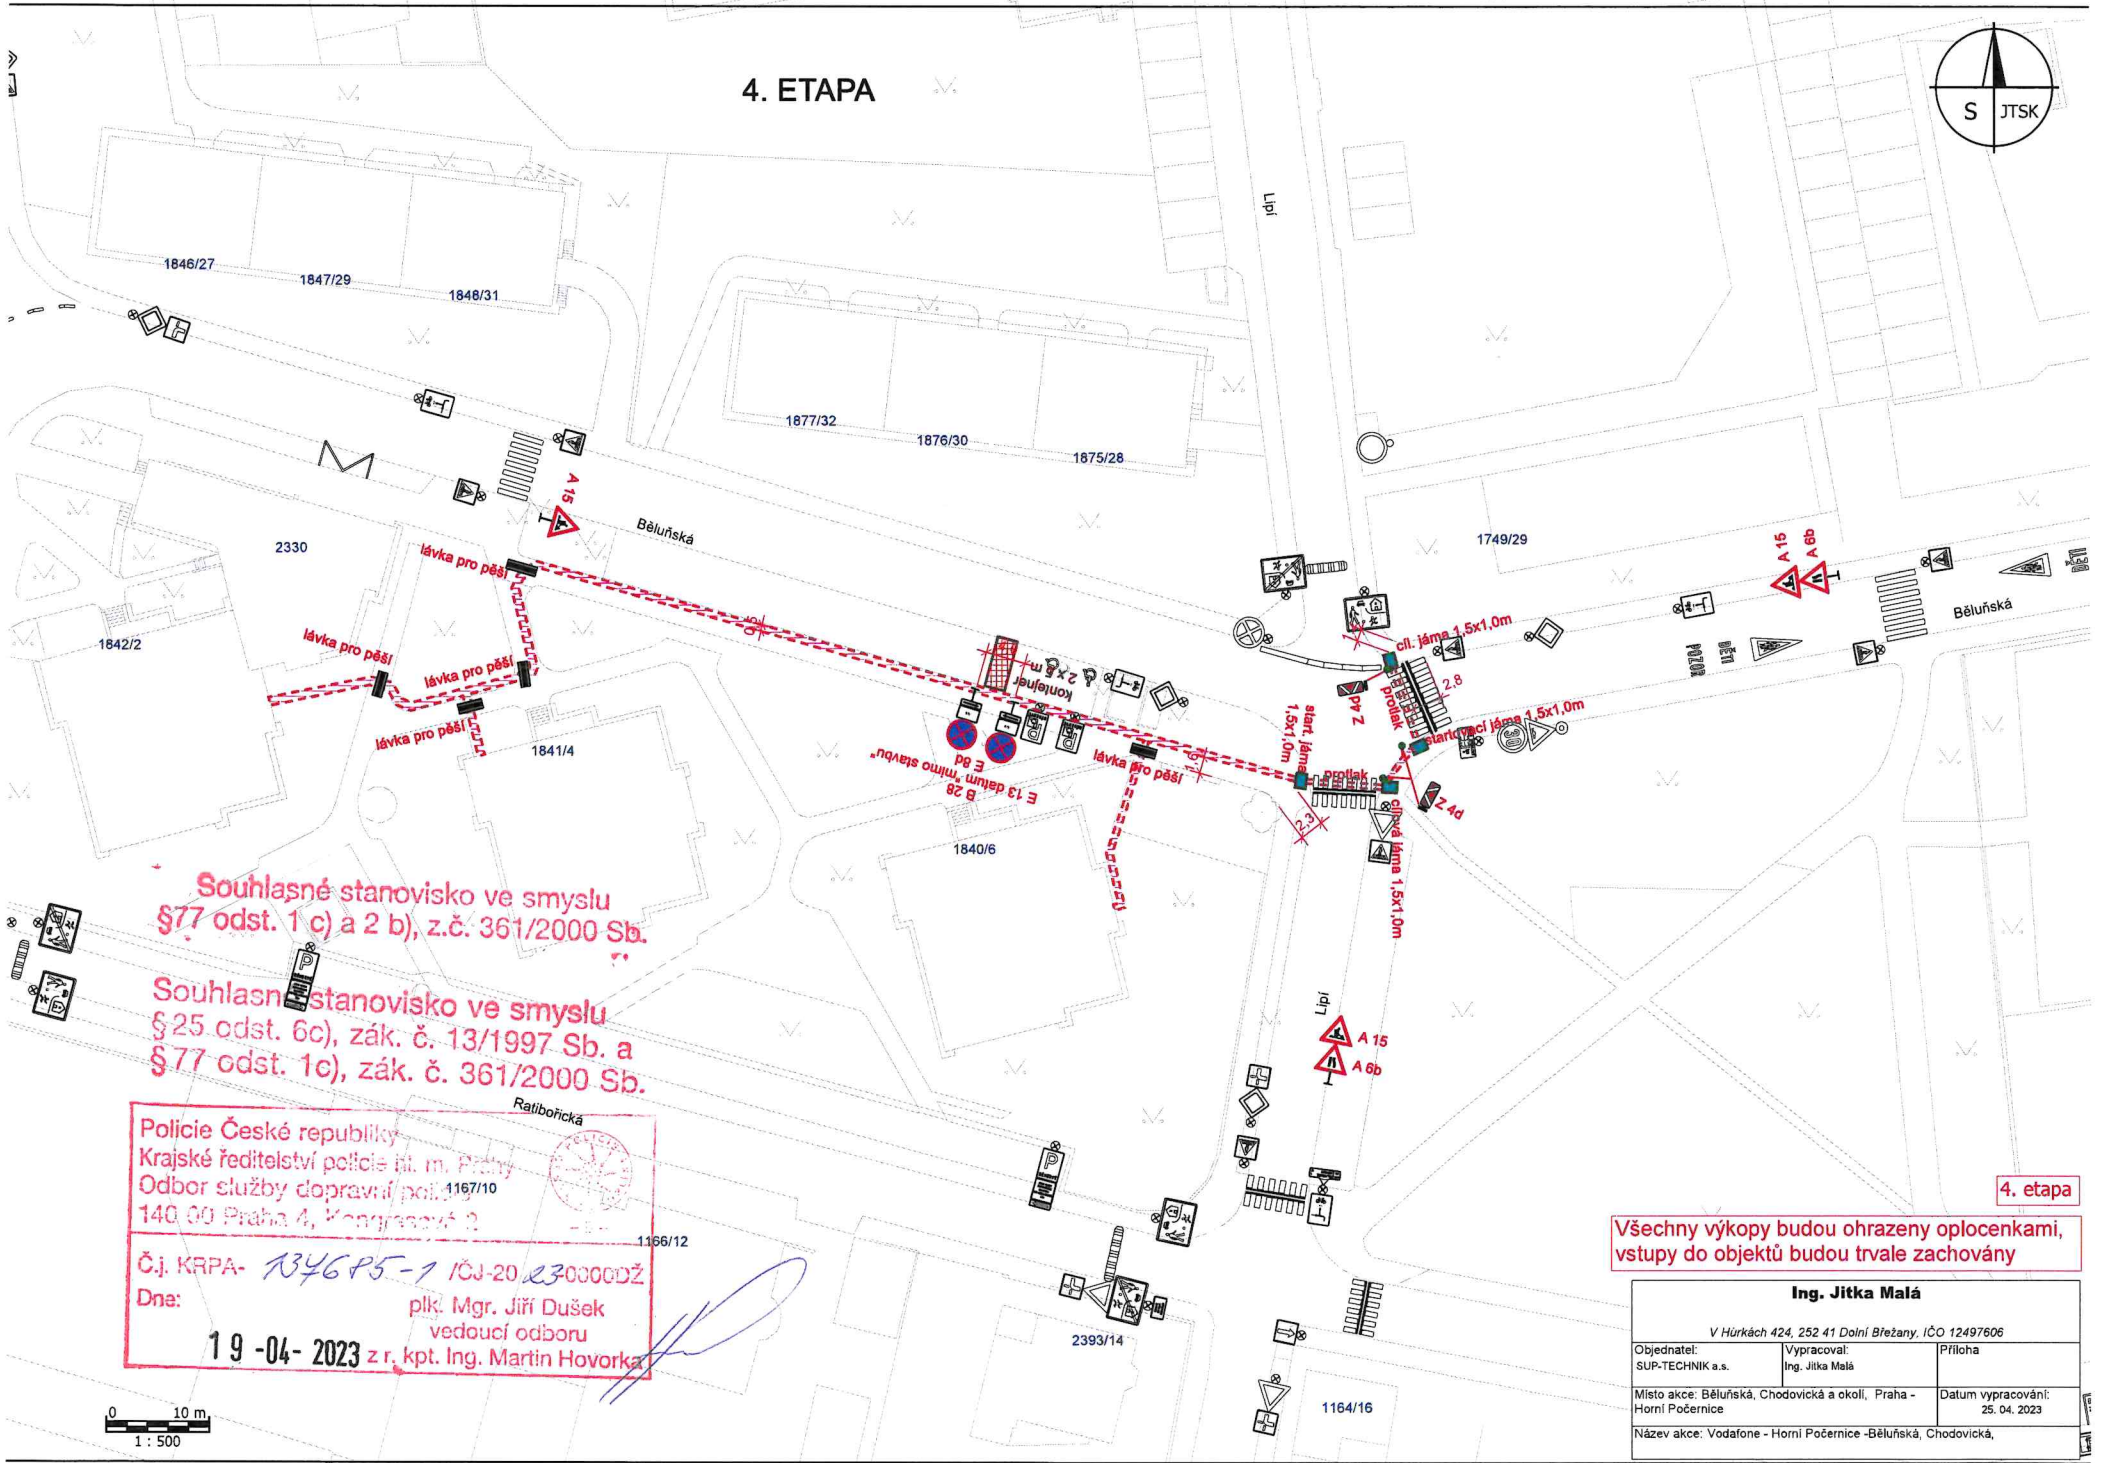 4. ETAPA
S JTSK
Lipí
1846/27
1847/29
1848/31
1877/32
1876/30
1875/28
A 15
Běluňská
2330
1749/29
A 15
A 6b
Běluňská
lávka pro pěší
1842/2
lávka pro pěší
lávka pro pěší
lávka pro pěší
1841/4
0,5
kontejner
2 x 5 m
cíl. jáma 1,5x1,0m
1
2,8
protlak
Z 4d
POZOR
DĚTI
startovací jáma 1,5x1,0m
30
start. jáma
1,5x1,0m
protlak
Z 4d
cílová jáma 1,5x1,0m
2,3
1,6
lávka pro pěší
E 8d
E 13 datum "mimo stavbu"
B 28
1840/6
Souhlasné stanovisko ve smyslu
§77 odst. 1 c) a 2 b), z.č. 361/2000 Sb.
P
Souhlasné stanovisko ve smyslu
§25 odst. 6c), zák. č. 13/1997 Sb. a
§77 odst. 1c), zák. č. 361/2000 Sb.
Lipí
A 15
A 6b
Ratibořická
P
Policie České republiky
Krajské ředitelství policie hl. m. Prahy
Odbor služby dopravní policie
140 00 Praha 4, Kongresová 2
1167/10
1166/12
Č.j. KRPA- 137685-1 /ČJ-2023-0000DŽ
Dne:
plk. Mgr. Jiří Dušek
vedoucí odboru
19 -04- 2023 z r. kpt. Ing. Martin Hovorka
2393/14
1164/16
0 10 m
1 : 500
4. etapa
Všechny výkopy budou ohrazeny oplocenkami,
vstupy do objektů budou trvale zachovány
Ing. Jitka Malá
V Hůrkách 424, 252 41 Dolní Břežany, IČO 12497606
Objednatel:
SUP-TECHNIK a.s.
Vypracoval:
Ing. Jitka Malá
Příloha
Místo akce: Běluňská, Chodovická a okolí, Praha -
Horní Počernice
Datum vypracování:
25. 04. 2023
Název akce: Vodafone - Horní Počernice -Běluňská, Chodovická,